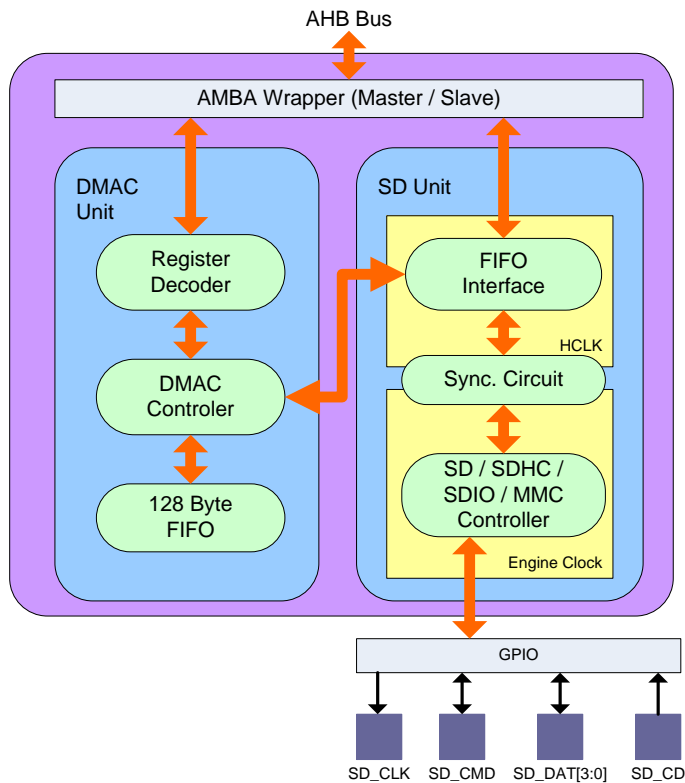 AHB Bus
AMBA Wrapper (Master / Slave)
DMAC
Unit
Register
Decoder
DMAC
Controler
128 Byte
FIFO
SD Unit
FIFO
Interface
HCLK
Sync. Circuit
SD / SDHC /
SDIO / MMC
Controller
Engine Clock
GPIO
SD_CLK
SD_CMD
SD_DAT[3:0]
SD_CD